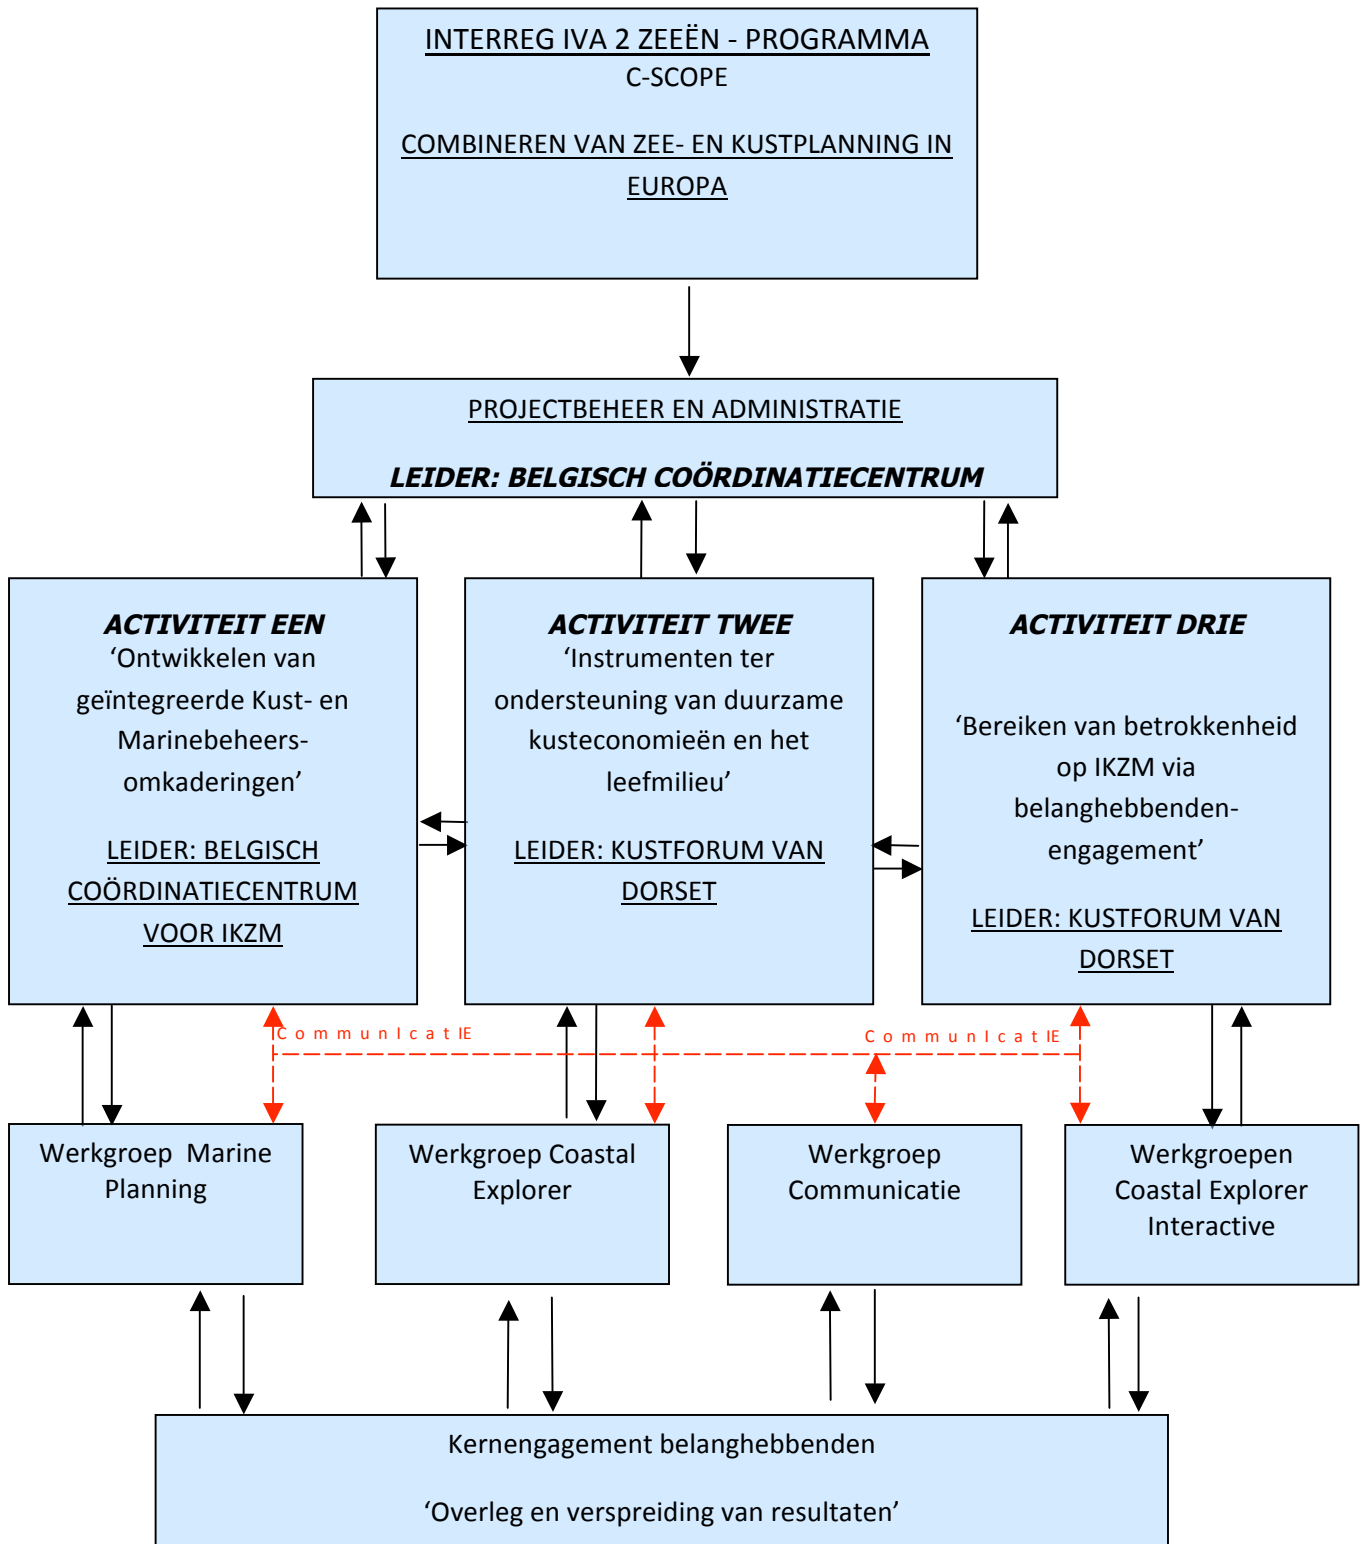 INTERREG IVA 2 ZEEËN - PROGRAMMA
C-SCOPE
COMBINEREN VAN ZEE- EN KUSTPLANNING IN
EUROPA
PROJECTBEHEER EN ADMINISTRATIE
LEIDER: BELGISCH COÖRDINATIECENTRUM
ACTIVITEIT EEN
‘Ontwikkelen van
geïntegreerde Kust- en
Marinebeheers-
omkaderingen’
LEIDER: BELGISCH
COÖRDINATIECENTRUM
VOOR IKZM
ACTIVITEIT TWEE
‘Instrumenten ter
ondersteuning van duurzame
kusteconomieën en het
leefmilieu’
LEIDER: KUSTFORUM VAN
DORSET
ACTIVITEIT DRIE
‘Bereiken van betrokkenheid
op IKZM via
belanghebbenden-
engagement’
LEIDER: KUSTFORUM VAN
DORSET
CommunIcatIE
CommunIcatIE
Werkgroep Marine
Planning
Werkgroep Coastal
Explorer
Werkgroep
Communicatie
Werkgroepen
Coastal Explorer
Interactive
Kernengagement belanghebbenden
‘Overleg en verspreiding van resultaten’